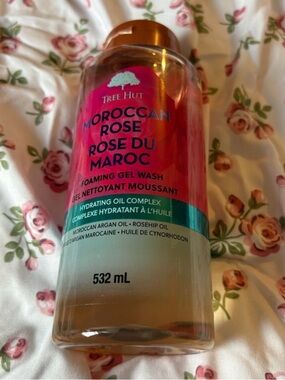 TREE HUT
MOROCCAN
ROSE
ROSE DU
MAROC
FOAMING GEL WASH
GEL NETTOYANT MOUSSANT
HYDRATING OIL COMPLEX
COMPLEXE HYDRATANT À L'HUILE
MOROCCAN ARGAN OIL • ROSEHIP OIL
ARGAN MAROCAINE • HUILE DE CYNORHODON
532 mL